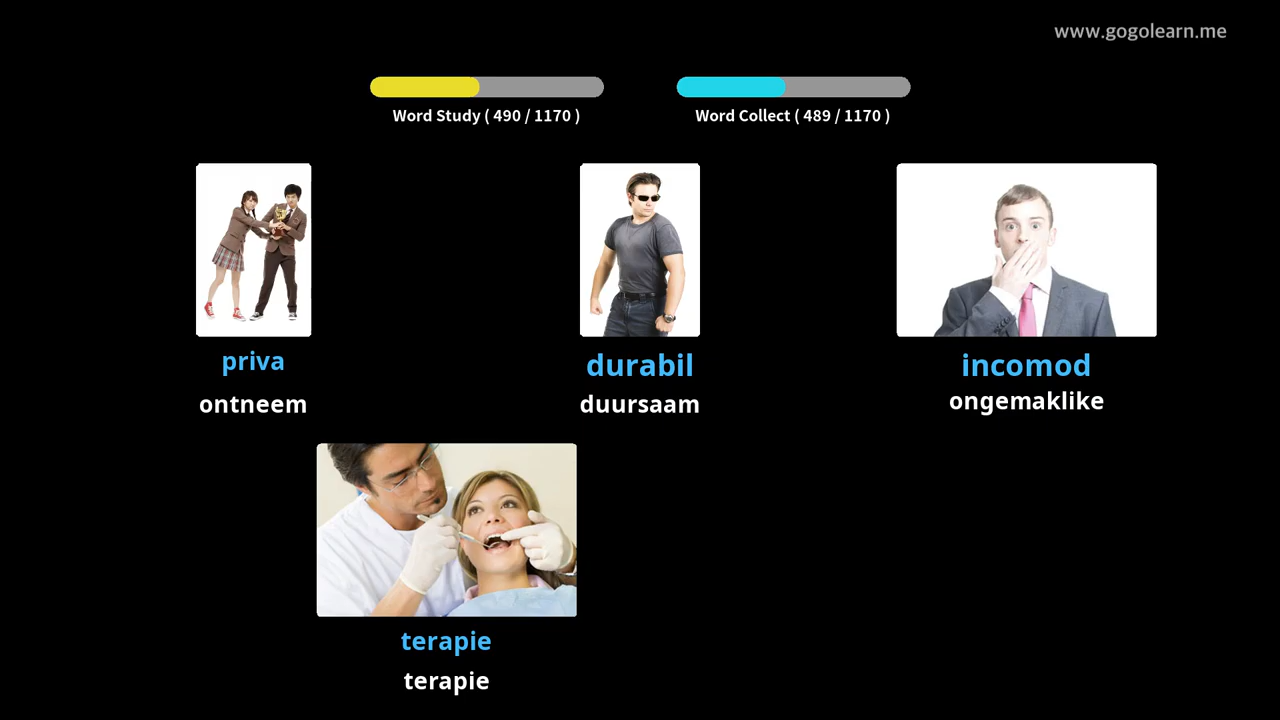 www.gogolearn.me
Word Study ( 490 / 1170 )
Word Collect ( 489 / 1170 )
priva
ontneem
durabil
duursaam
incomod
ongemaklike
terapie
terapie